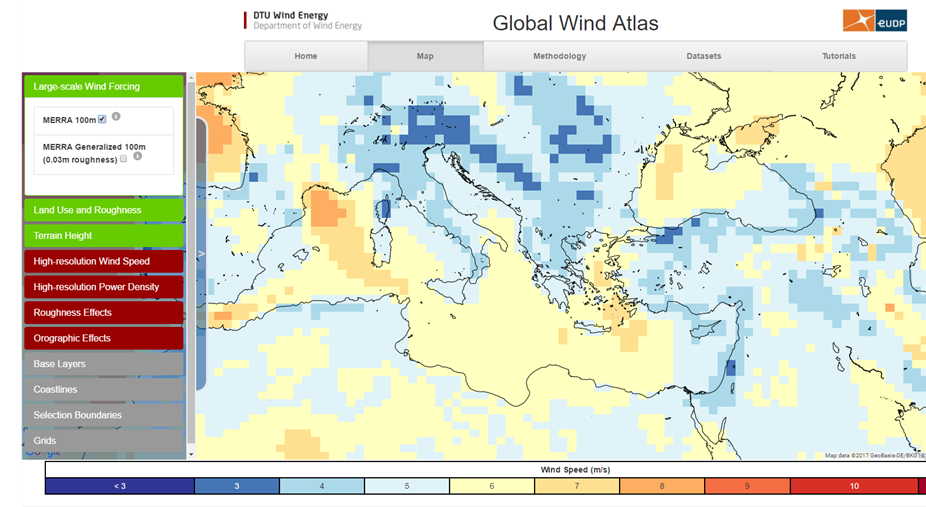 DTU Wind Energy
Department of Wind Energy
Global Wind Atlas
EUDP
Home
Map
Methodology
Datasets
Tutorials
Large-scale Wind Forcing
MERRA 100m
MERRA Generalized 100m
(0.03m roughness)
Land Use and Roughness
Terrain Height
High-resolution Wind Speed
High-resolution Power Density
Roughness Effects
Orographic Effects
Base Layers
Coastlines
Selection Boundaries
Grids
>
Map data ©2017 GeoBasis-DE/BKG
Wind Speed (m/s)
< 3
3
4
5
6
7
8
9
10